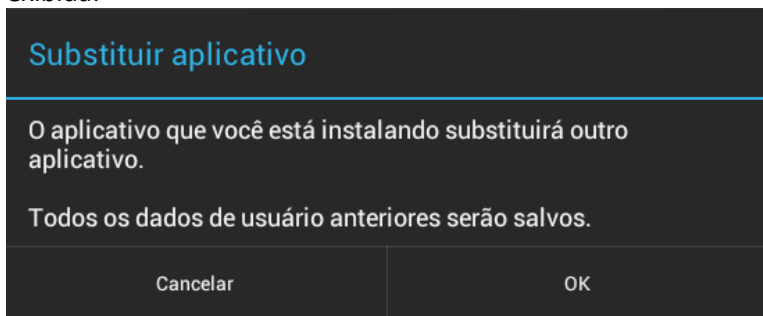 Substituir aplicativo
O aplicativo que você está instalando substituirá outro
aplicativo.
Todos os dados de usuário anteriores serão salvos.
Cancelar
OK